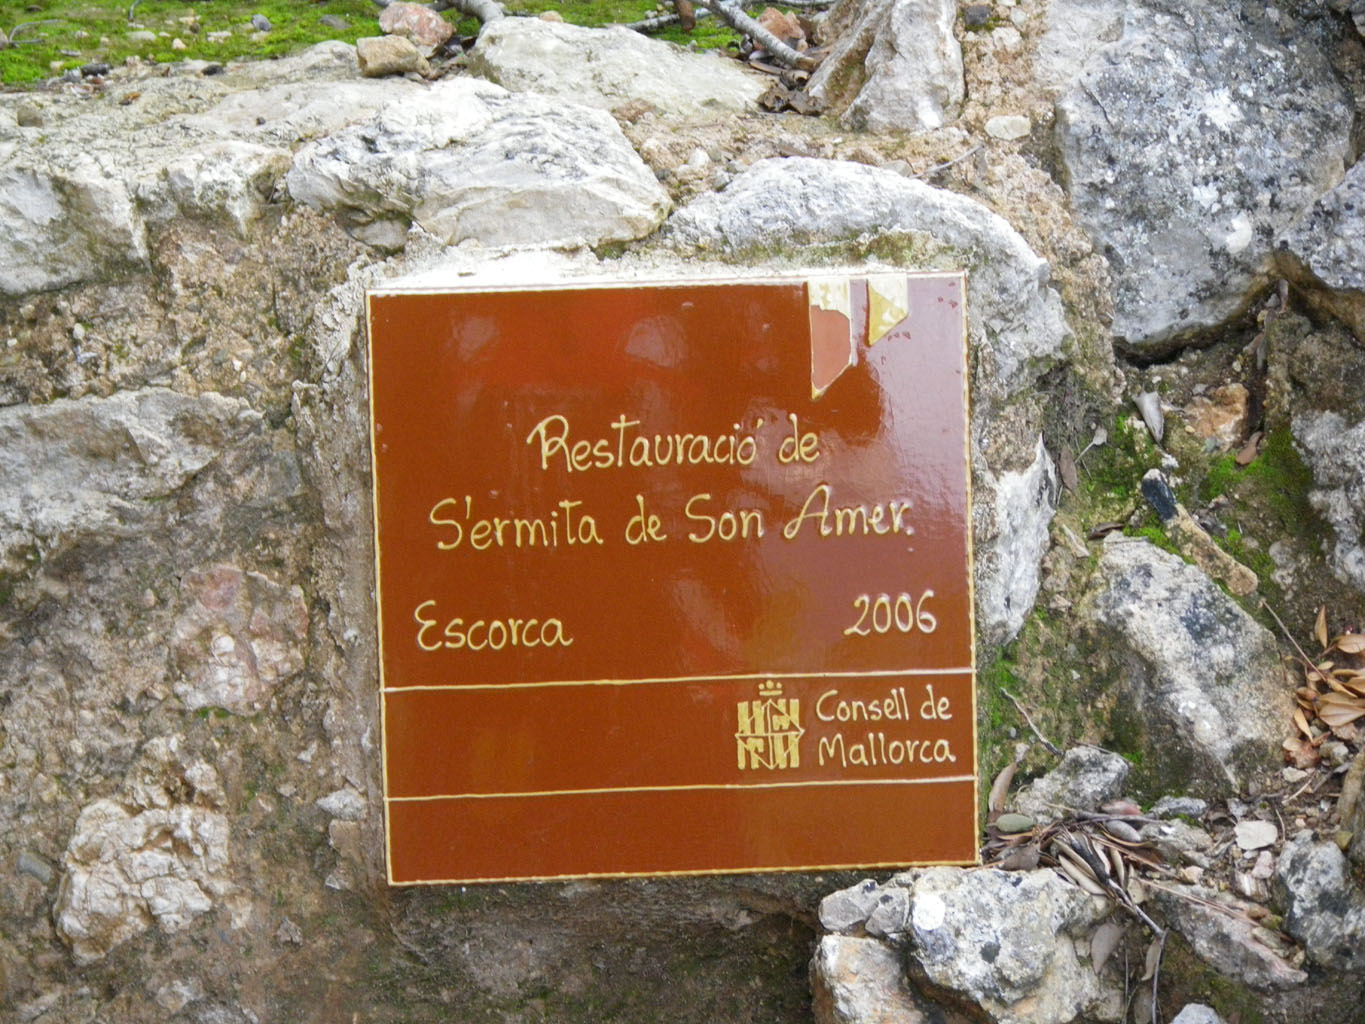 Restauració de
S'ermita de Son Amer.
Escorca 2006
Consell de
Mallorca